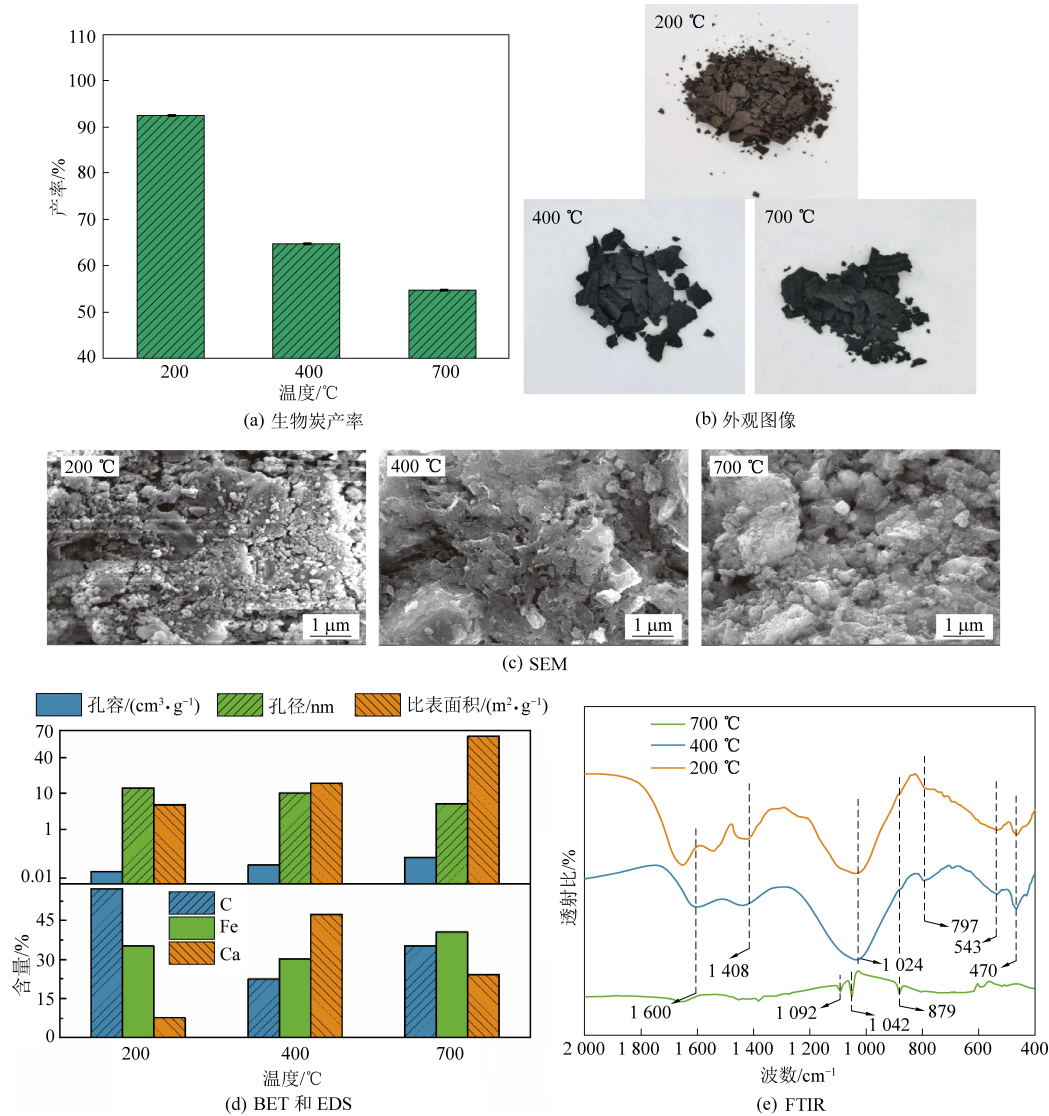 110
100
90
80
70
60
50
40
产率/%
200 400 700
温度/℃
(a) 生物炭产率
200 ℃
400 ℃ 700 ℃
(b) 外观图像
200 ℃ 400 ℃ 700 ℃
1 μm 1 μm 1 μm
(c) SEM
孔容/(cm³·g⁻¹) 孔径/nm 比表面积/(m²·g⁻¹)
70
40
10
1
0.01
C
Fe
Ca
45
30
15
0
含量/%
200 400 700
温度/℃
(d) BET 和 EDS
700 ℃
400 ℃
200 ℃
透射比/%
797
543
1 408 1 024 470
1 600 1 092 879
1 042
2 000 1 800 1 600 1 400 1 200 1 000 800 600 400
波数/cm⁻¹
(e) FTIR